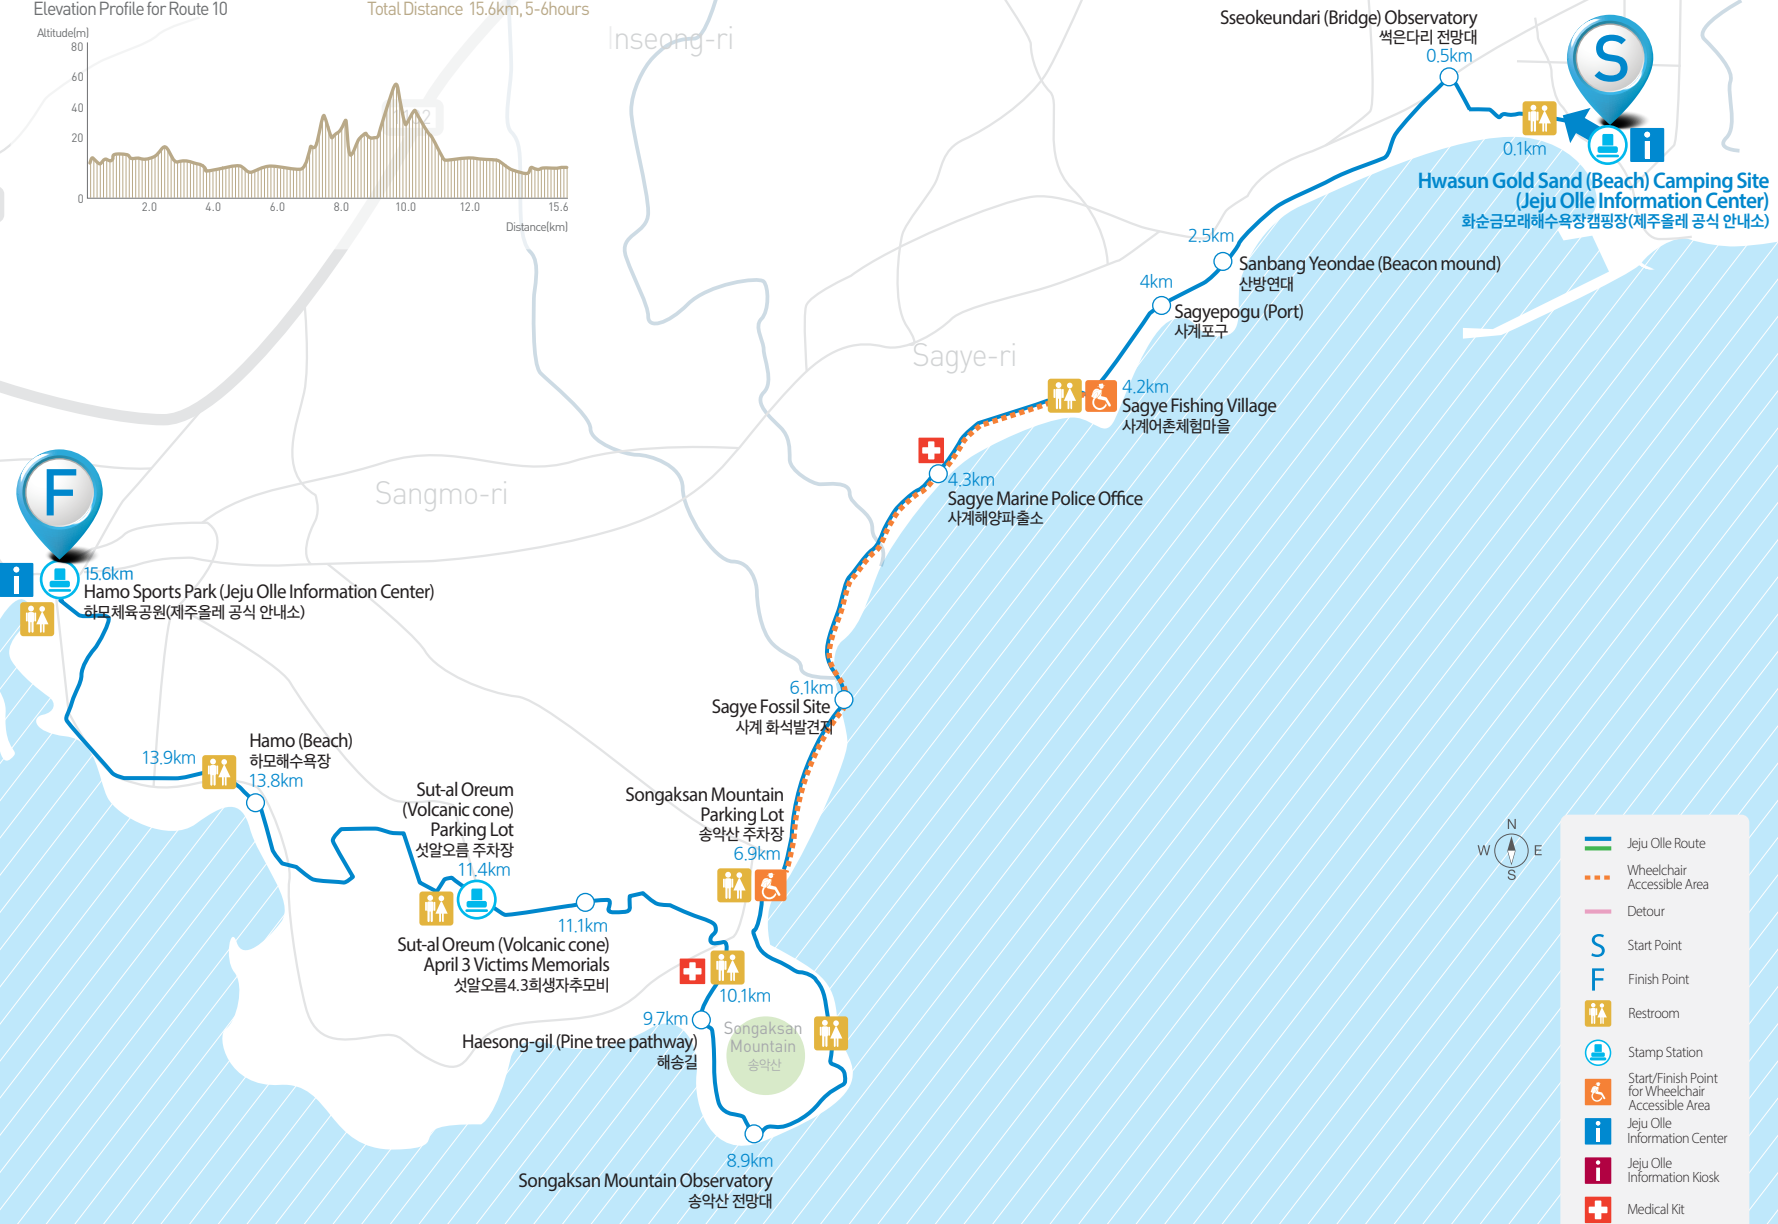 Elevation Profile for Route 10
Total Distance 15.6km, 5-6hours
Altitude(m)
80
60
40
20
0
2.0
4.0
6.0
8.0
10.0
12.0
15.6
Distance(km)
Inseong-ri
Sseokeundari (Bridge) Observatory
썩은다리 전망대
0.5km
S
0.1km
Hwasun Gold Sand (Beach) Camping Site
(Jeju Olle Information Center)
화순금모래해수욕장캠핑장(제주올레 공식 안내소)
2.5km
Sanbang Yeondae (Beacon mound)
산방연대
4km
Sagyepogu (Port)
사계포구
Sagye-ri
4.2km
Sagye Fishing Village
사계어촌체험마을
4.3km
Sagye Marine Police Office
사계해양파출소
Sangmo-ri
F
15.6km
Hamo Sports Park (Jeju Olle Information Center)
하모체육공원(제주올레 공식 안내소)
6.1km
Sagye Fossil Site
사계 화석발견지
13.9km
Hamo (Beach)
하모해수욕장
13.8km
Sut-al Oreum
(Volcanic cone)
Parking Lot
섯알오름 주차장
11.4km
Songaksan Mountain
Parking Lot
송악산 주차장
6.9km
11.1km
Sut-al Oreum (Volcanic cone)
April 3 Victims Memorials
섯알오름4.3희생자추모비
10.1km
9.7km
Haesong-gil (Pine tree pathway)
해송길
Songaksan
Mountain
송악산
8.9km
Songaksan Mountain Observatory
송악산 전망대
N
W
E
S
Jeju Olle Route
Wheelchair
Accessible Area
Detour
S
Start Point
F
Finish Point
Restroom
Stamp Station
Start/Finish Point
for Wheelchair
Accessible Area
Jeju Olle
Information Center
Jeju Olle
Information Kiosk
Medical Kit